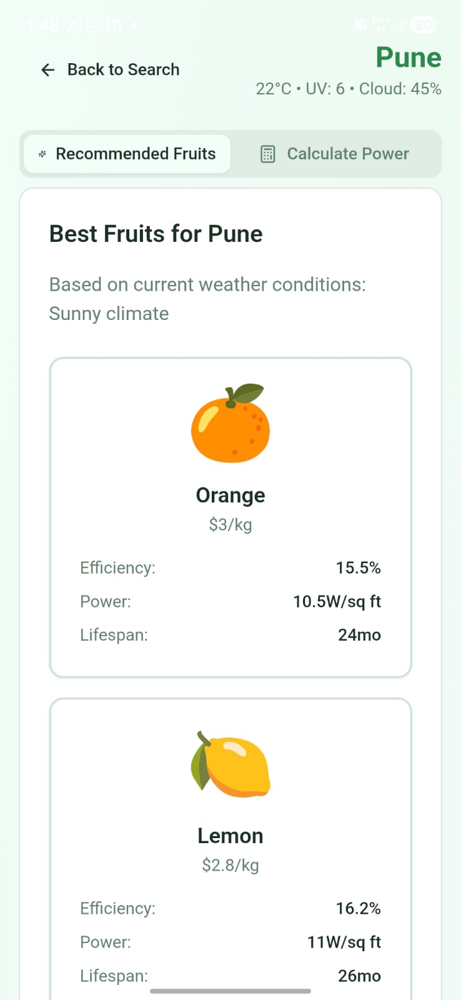 1:48
80
Back to Search
Pune
22°C • UV: 6 • Cloud: 45%
Recommended Fruits
Calculate Power
Best Fruits for Pune
Based on current weather conditions:
Sunny climate
Orange
$3/kg
Efficiency: 15.5%
Power: 10.5W/sq ft
Lifespan: 24mo
Lemon
$2.8/kg
Efficiency: 16.2%
Power: 11W/sq ft
Lifespan: 26mo